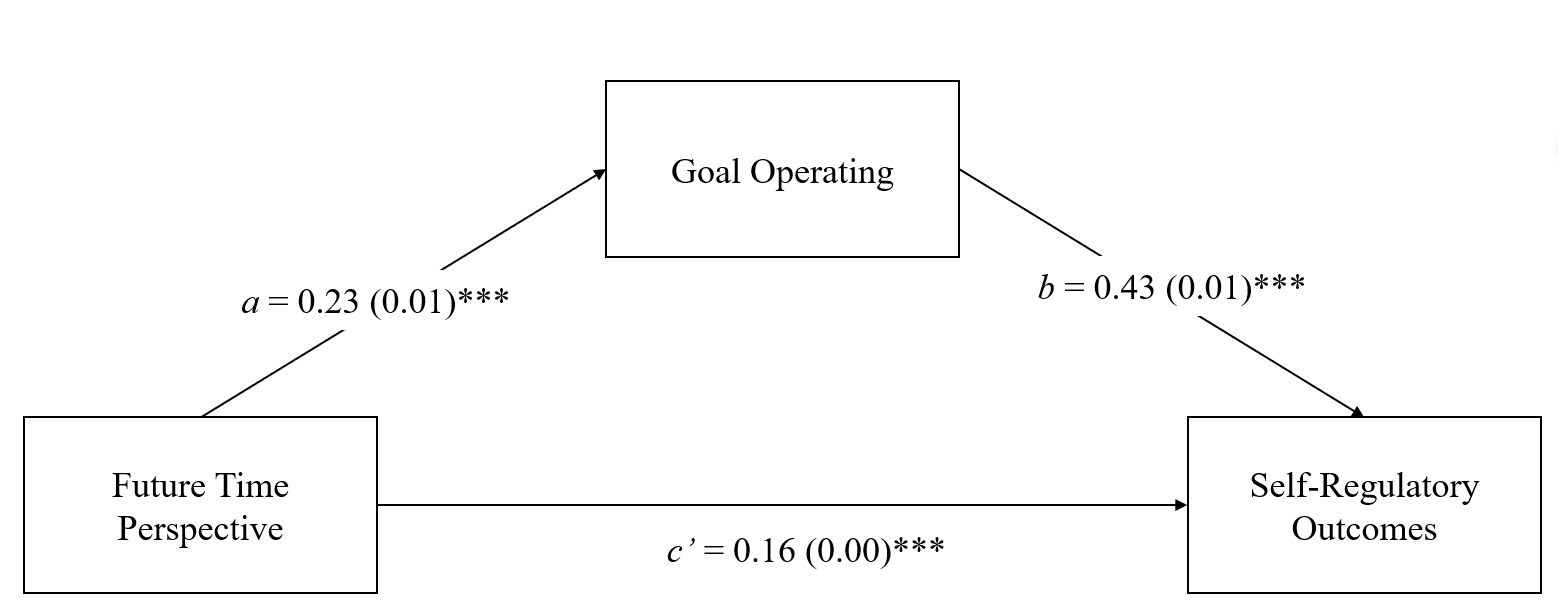 Goal Operating
a = 0.23 (0.01)***
b = 0.43 (0.01)***
Future Time
Perspective
Self-Regulatory
Outcomes
c’ = 0.16 (0.00)***